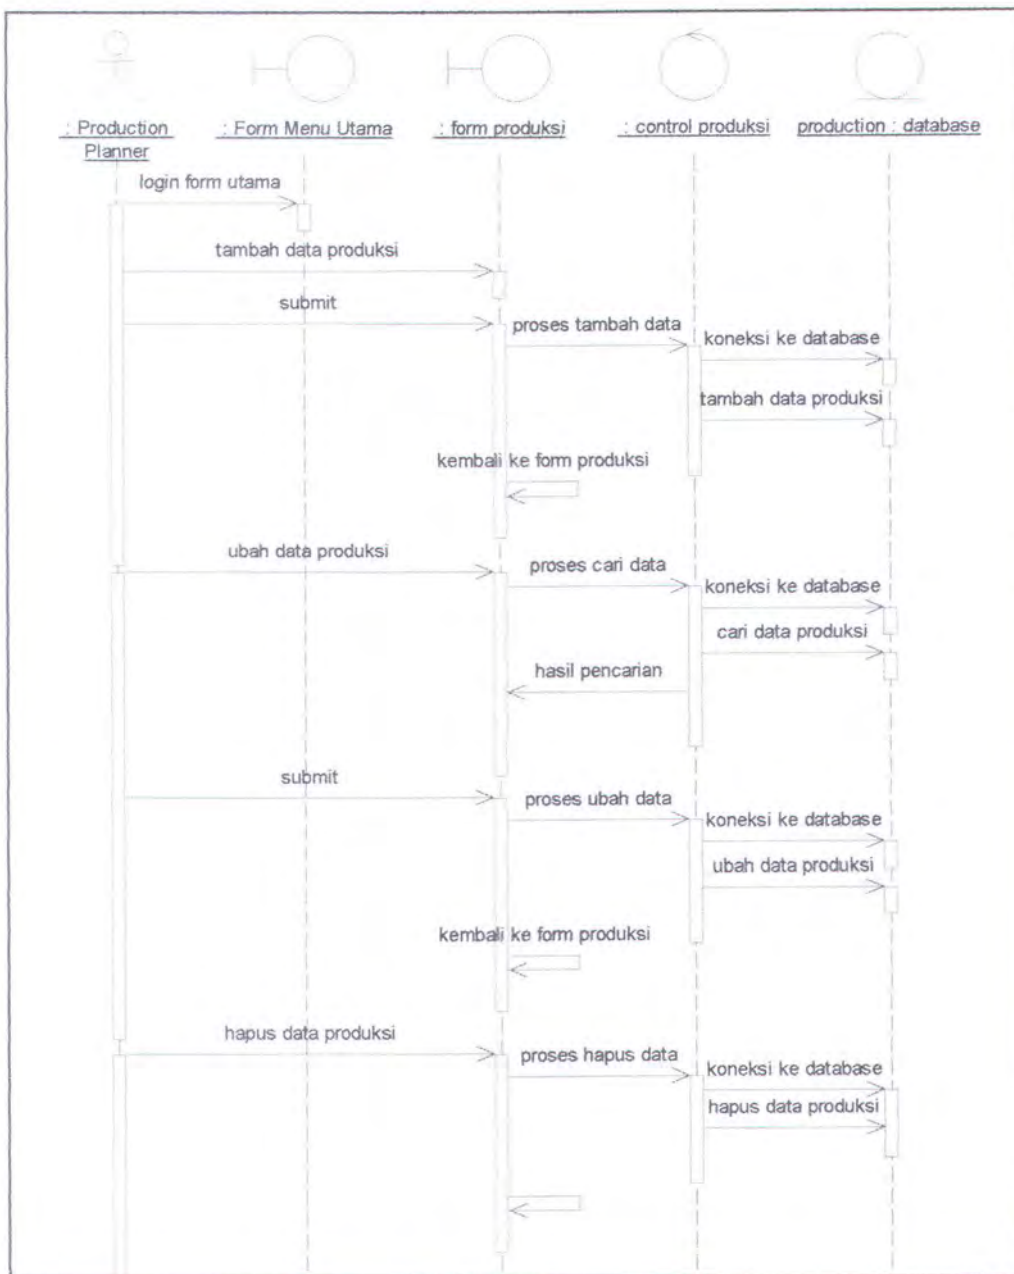 : Production
Planner
: Form Menu Utama
: form produksi
: control produksi
production : database
login form utama
tambah data produksi
submit
proses tambah data
koneksi ke database
tambah data produksi
kembali ke form produksi
ubah data produksi
proses cari data
koneksi ke database
cari data produksi
hasil pencarian
submit
proses ubah data
koneksi ke database
ubah data produksi
kembali ke form produksi
hapus data produksi
proses hapus data
koneksi ke database
hapus data produksi